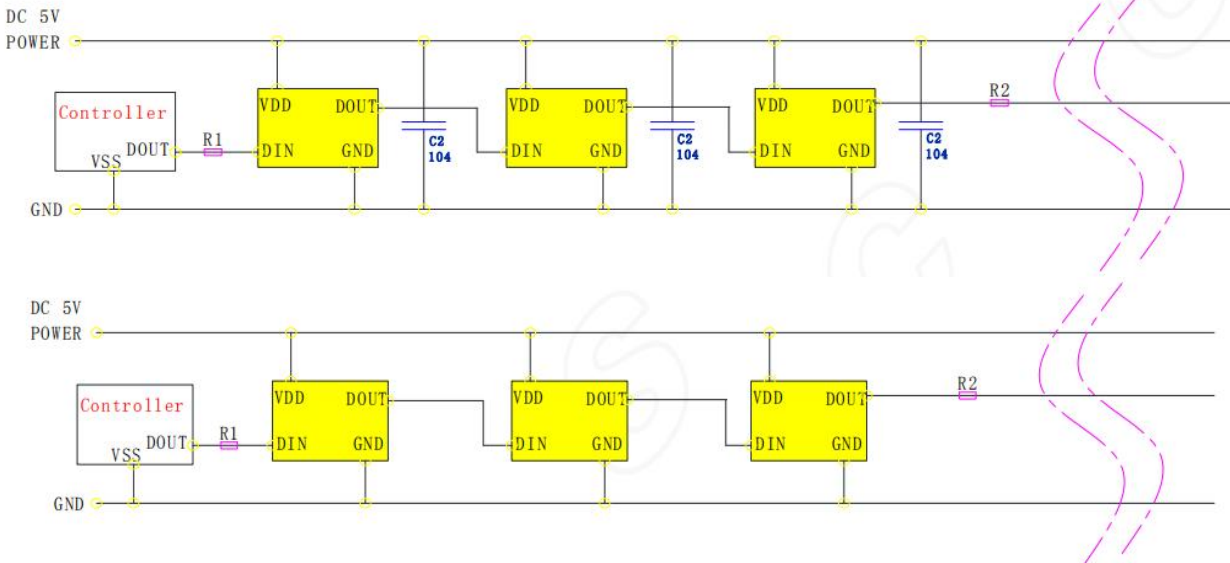 DC 5V
POWER
Controller
DOUT
VSS
R1
VDD
DOUT
DIN
GND
C2
104
VDD
DOUT
DIN
GND
C2
104
VDD
DOUT
DIN
GND
C2
104
R2
GND
DC 5V
POWER
Controller
DOUT
VSS
R1
VDD
DOUT
DIN
GND
VDD
DOUT
DIN
GND
VDD
DOUT
DIN
GND
R2
GND